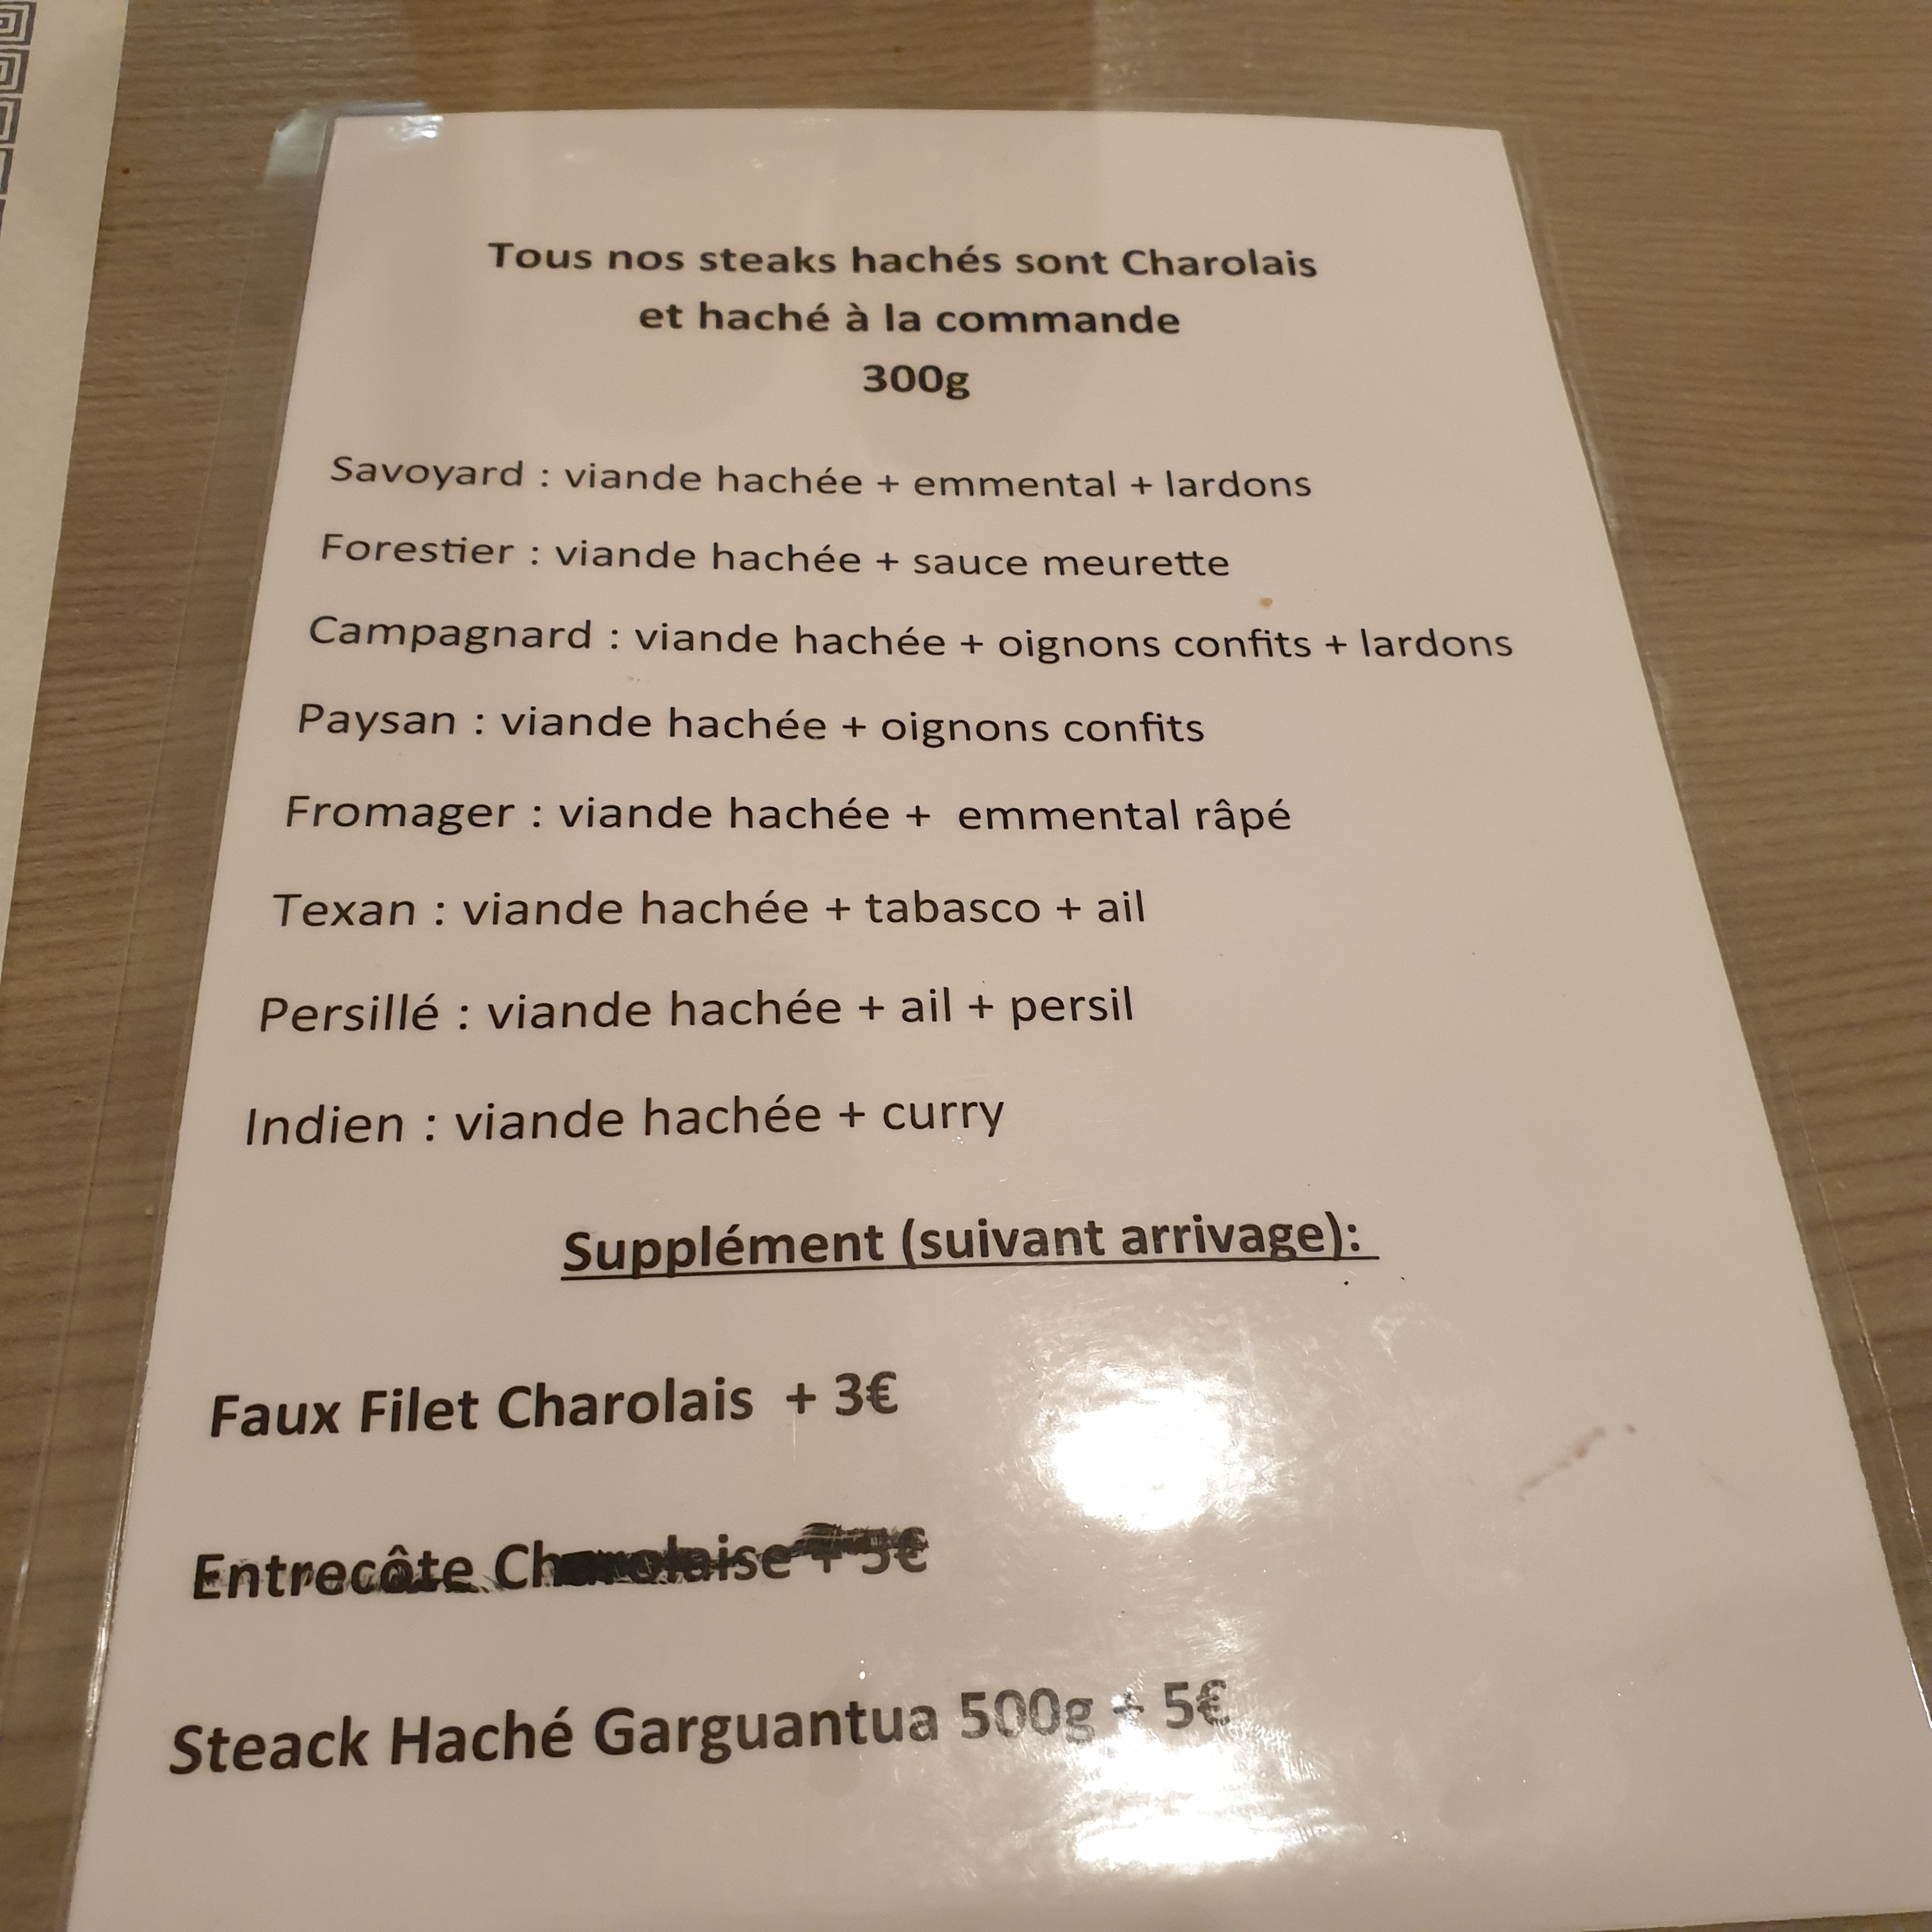 Tous nos steaks hachés sont Charolais
et haché à la commande
300g
Savoyard : viande hachée + emmental + lardons
Forestier : viande hachée + sauce meurette
Campagnard : viande hachée + oignons confits + lardons
Paysan : viande hachée + oignons confits
Fromager : viande hachée + emmental râpé
Texan : viande hachée + tabasco + ail
Persillé : viande hachée + ail + persil
Indien : viande hachée + curry
Supplément (suivant arrivage):
Faux Filet Charolais + 3€
Entrecôte Charolaise + 5€
Steack Haché Garguantua 500g + 5€